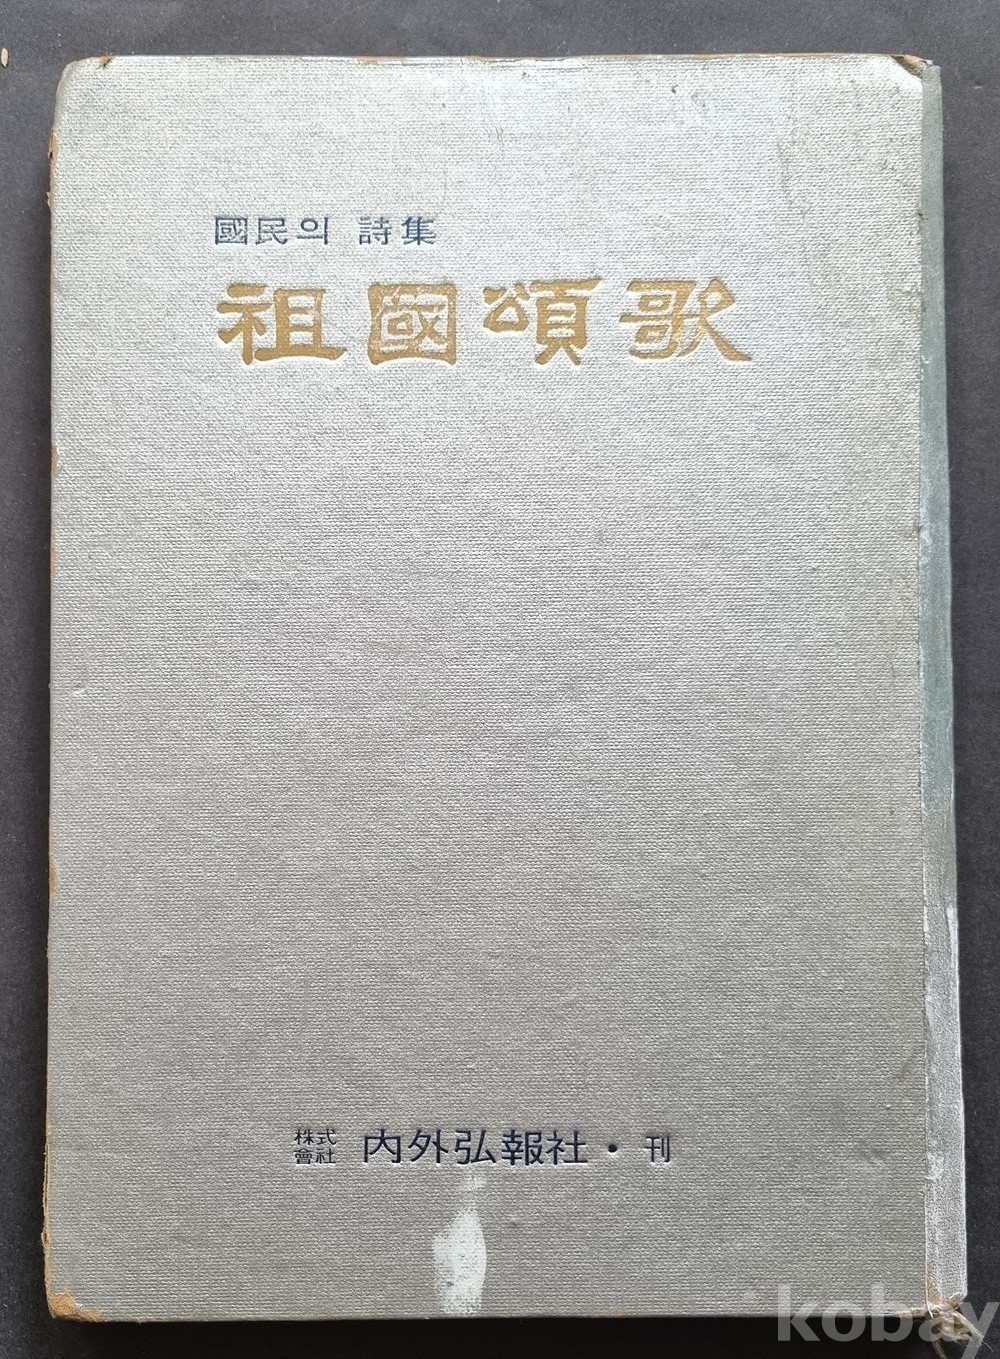 國民의 詩集
祖國頌歌
株式會社 內外弘報社·刊
kobay